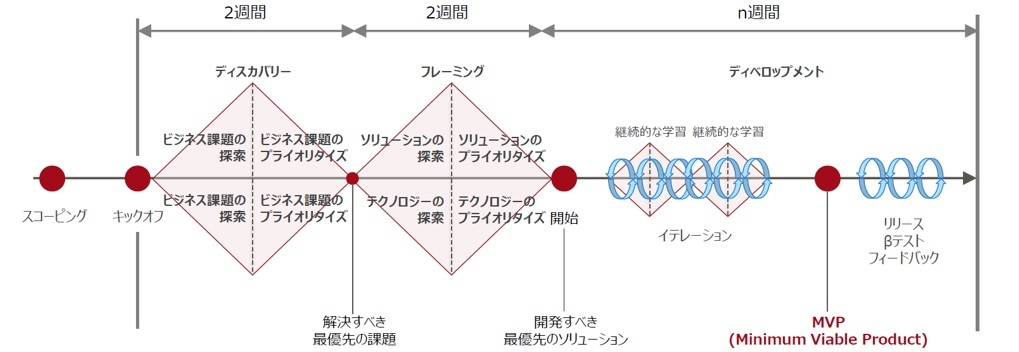 2週間
2週間
n週間
ディスカバリー
フレーミング
ディベロップメント
ビジネス課題の
探索
ビジネス課題の
プライオリタイズ
ソリューションの
探索
ソリューションの
プライオリタイズ
継続的な学習
継続的な学習
ビジネス課題の
探索
ビジネス課題の
プライオリタイズ
テクノロジーの
探索
テクノロジーの
プライオリタイズ
スコーピング
キックオフ
開始
イテレーション
リリース
βテスト
フィードバック
解決すべき
最優先の課題
開発すべき
最優先のソリューション
MVP
(Minimum Viable Product)